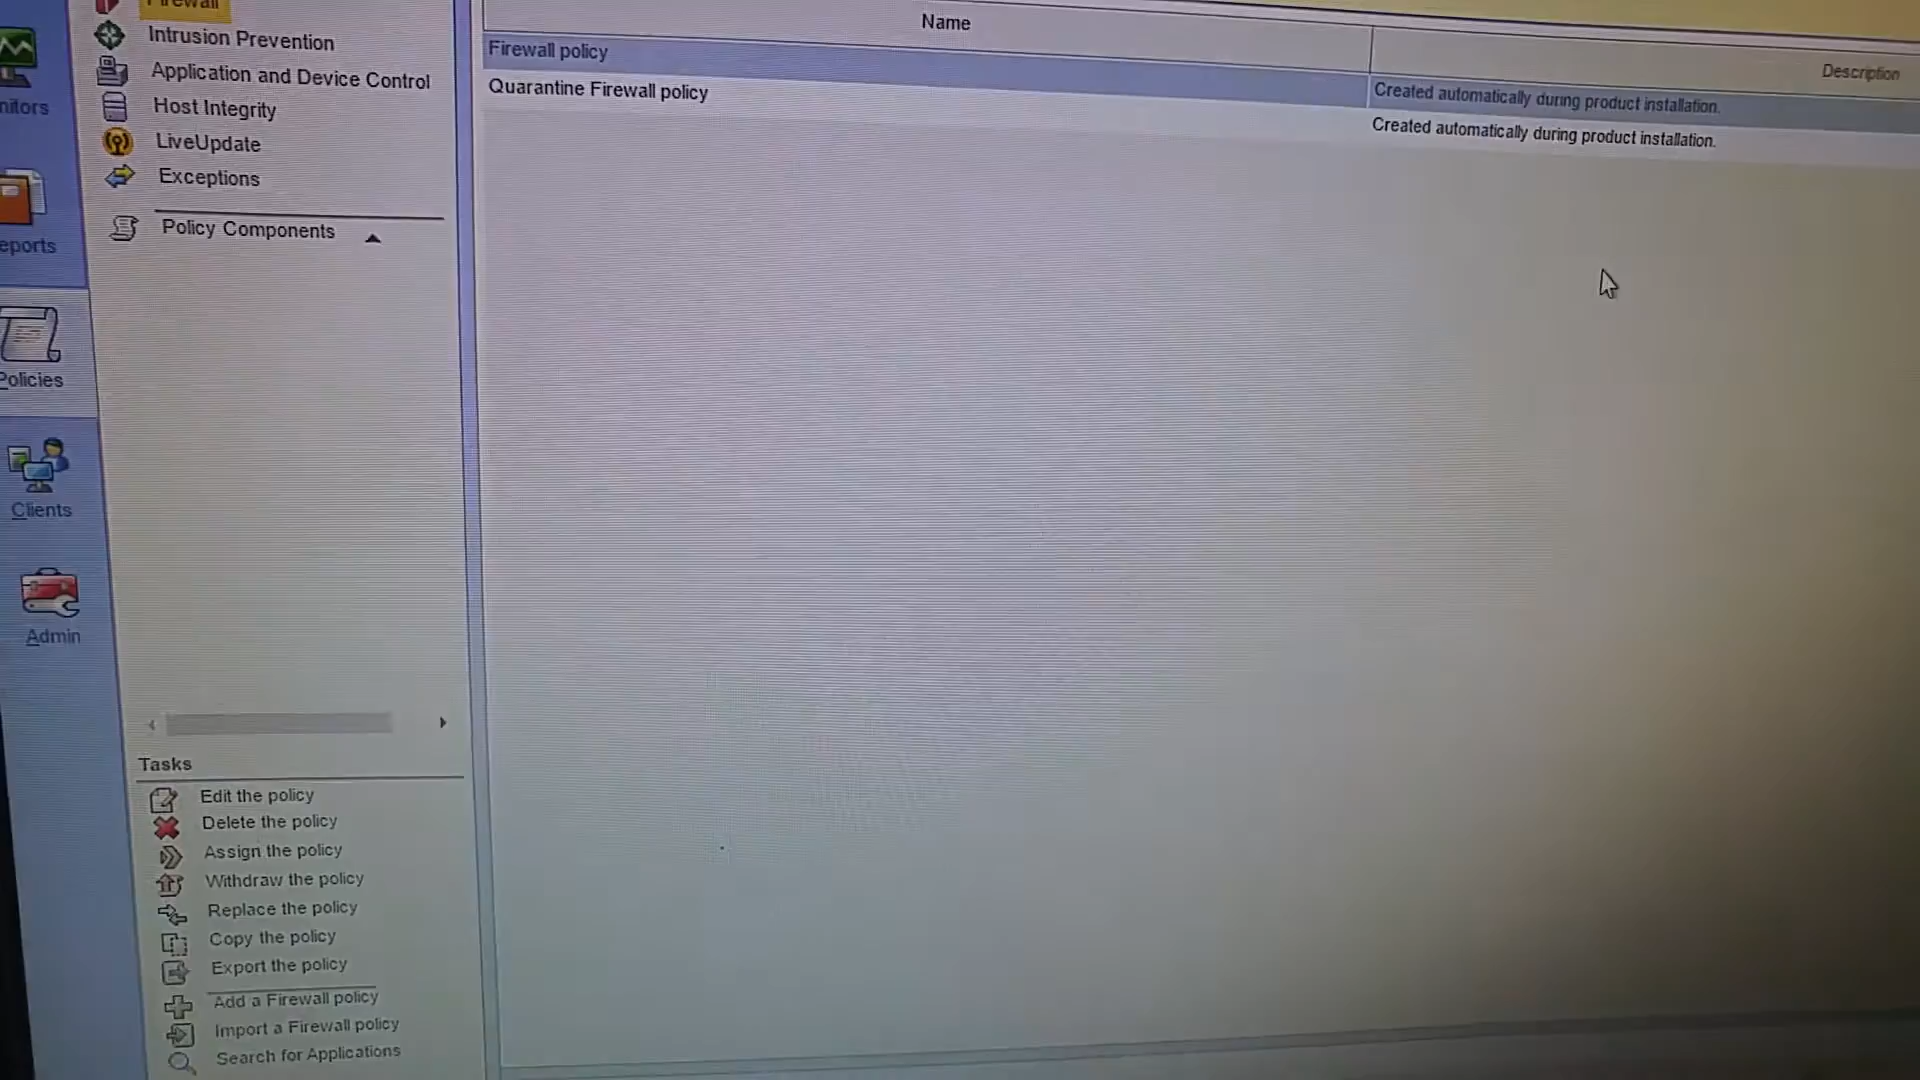 Firewall
Intrusion Prevention
Application and Device Control
Host Integrity
LiveUpdate
Exceptions
Policy Components
nitors
eports
Policies
Clients
Admin
Tasks
Edit the policy
Delete the policy
Assign the policy
Withdraw the policy
Replace the policy
Copy the policy
Export the policy
Add a Firewall policy
Import a Firewall policy
Search for Applications
Name
Description
Firewall policy
Created automatically during product installation.
Quarantine Firewall policy
Created automatically during product installation.